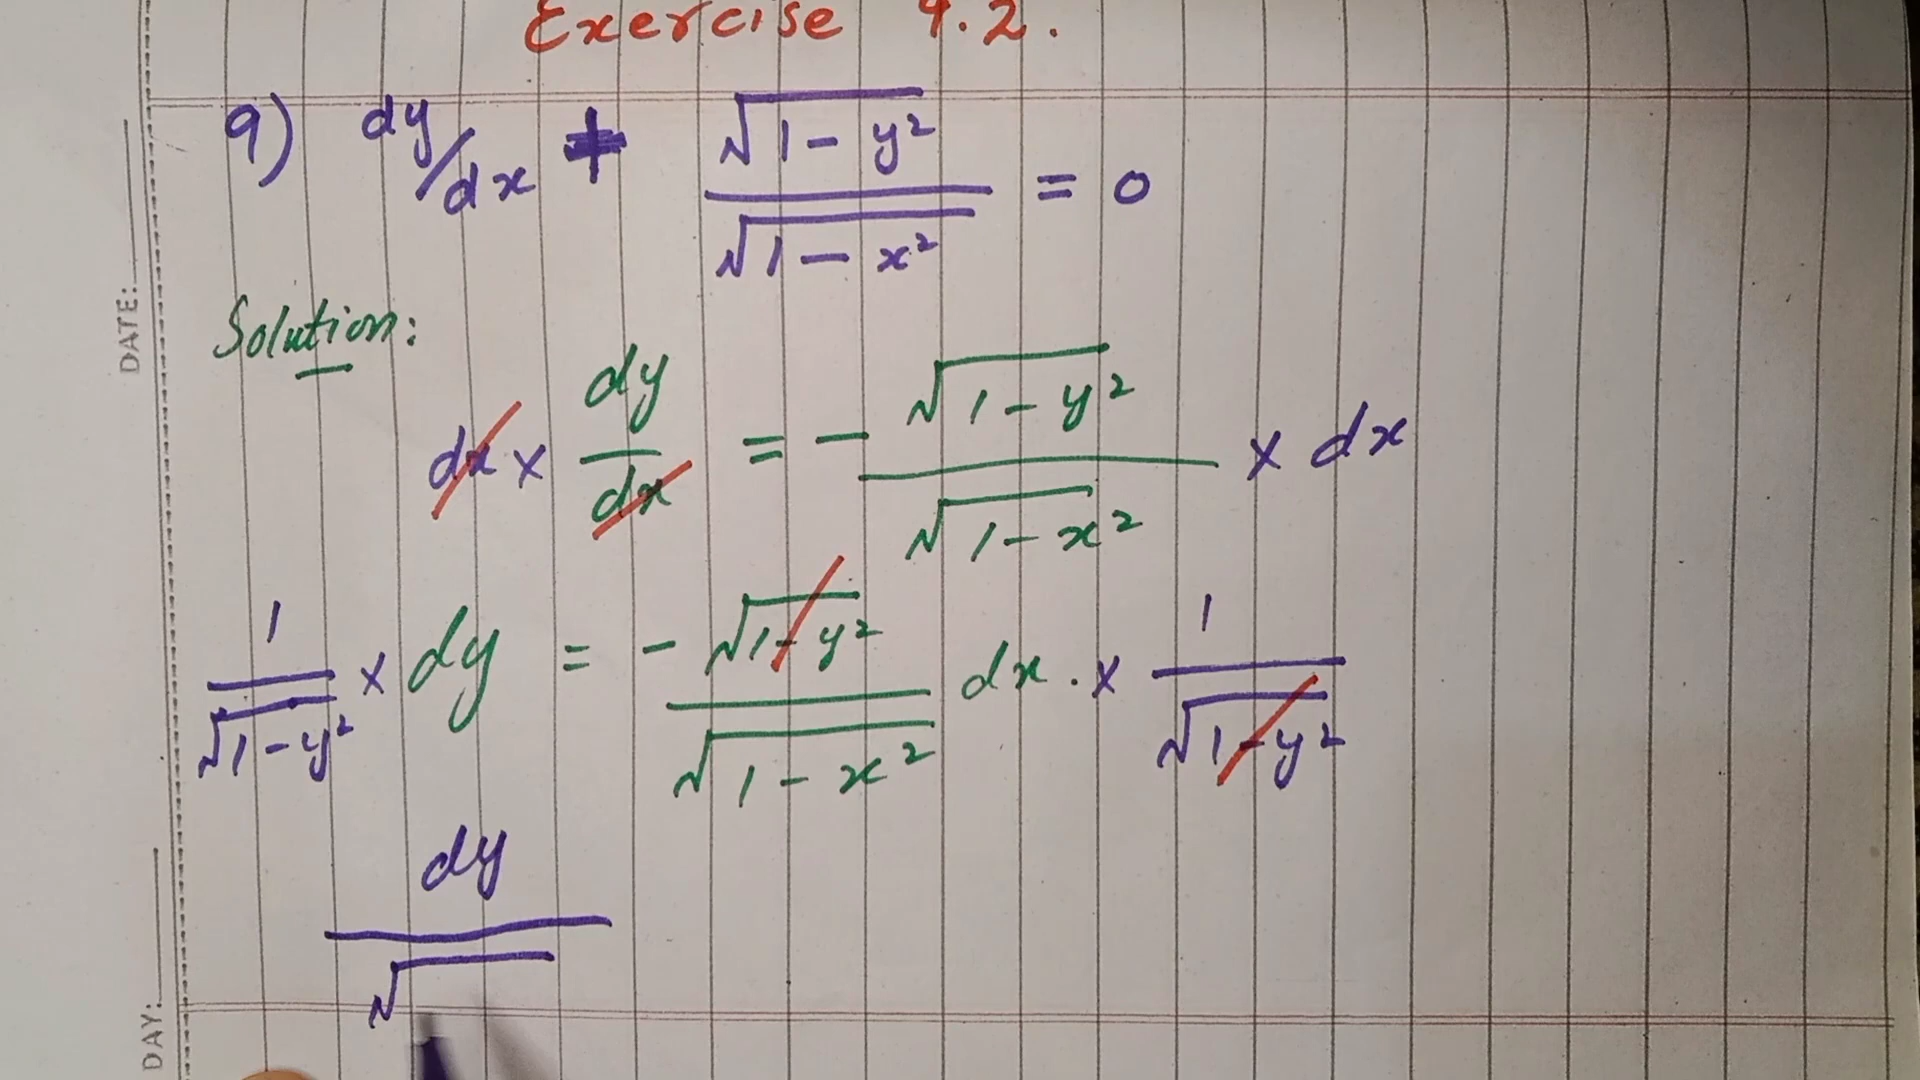 Exercise 9.2.
9) dy/dx + √(1-y²)/√(1-x²) = 0
Solution:
dx × dy/dx = - √(1-y²)/√(1-x²) × dx
1/√(1-y²) × dy = - √(1-y²)/√(1-x²) dx . × 1/√(1-y²)
dy/√
DATE:
DAY: